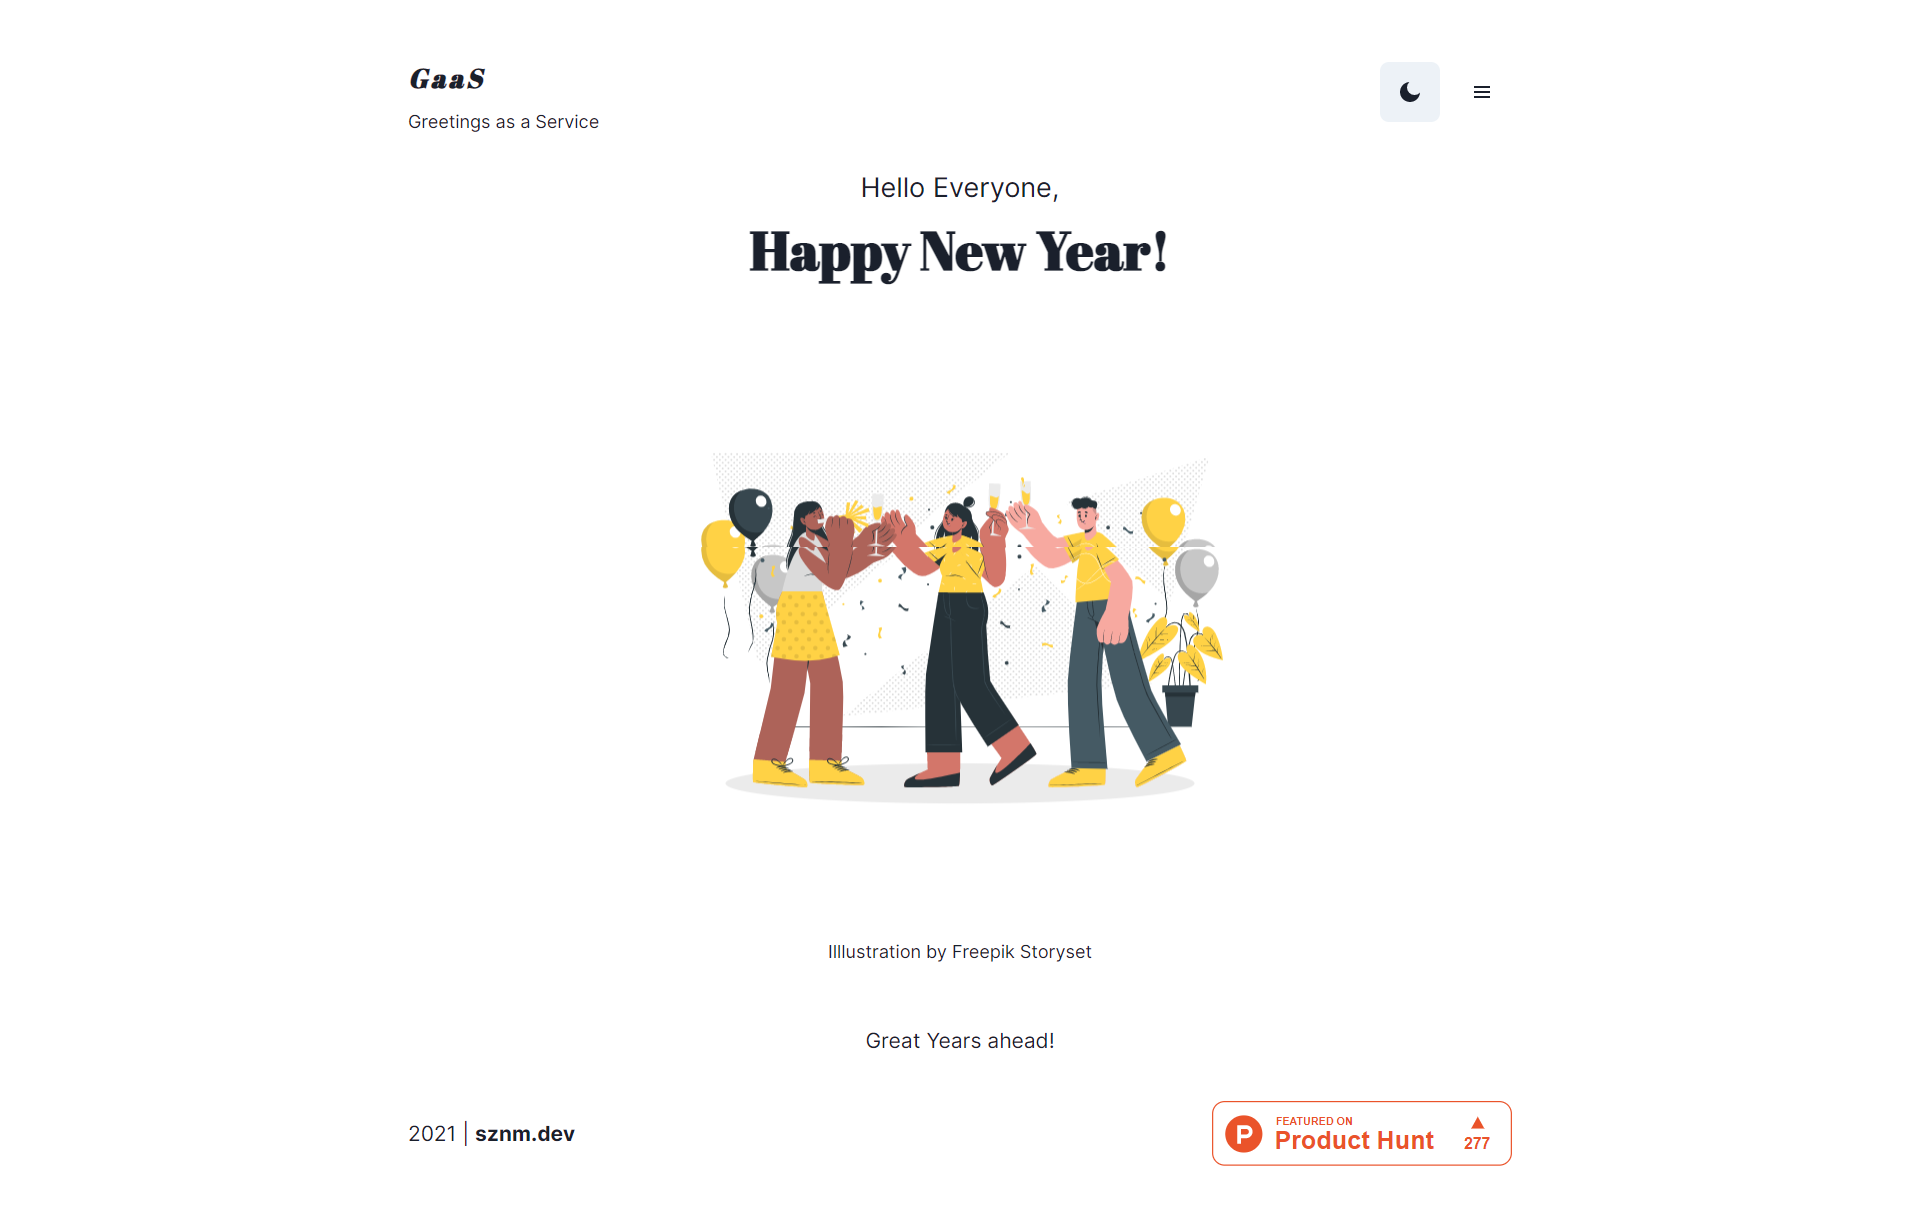 GaaS
Greetings as a Service
Hello Everyone,
Happy New Year!
Illlustration by Freepik Storyset
Great Years ahead!
2021 | sznm.dev
P
FEATURED ON
Product Hunt
277